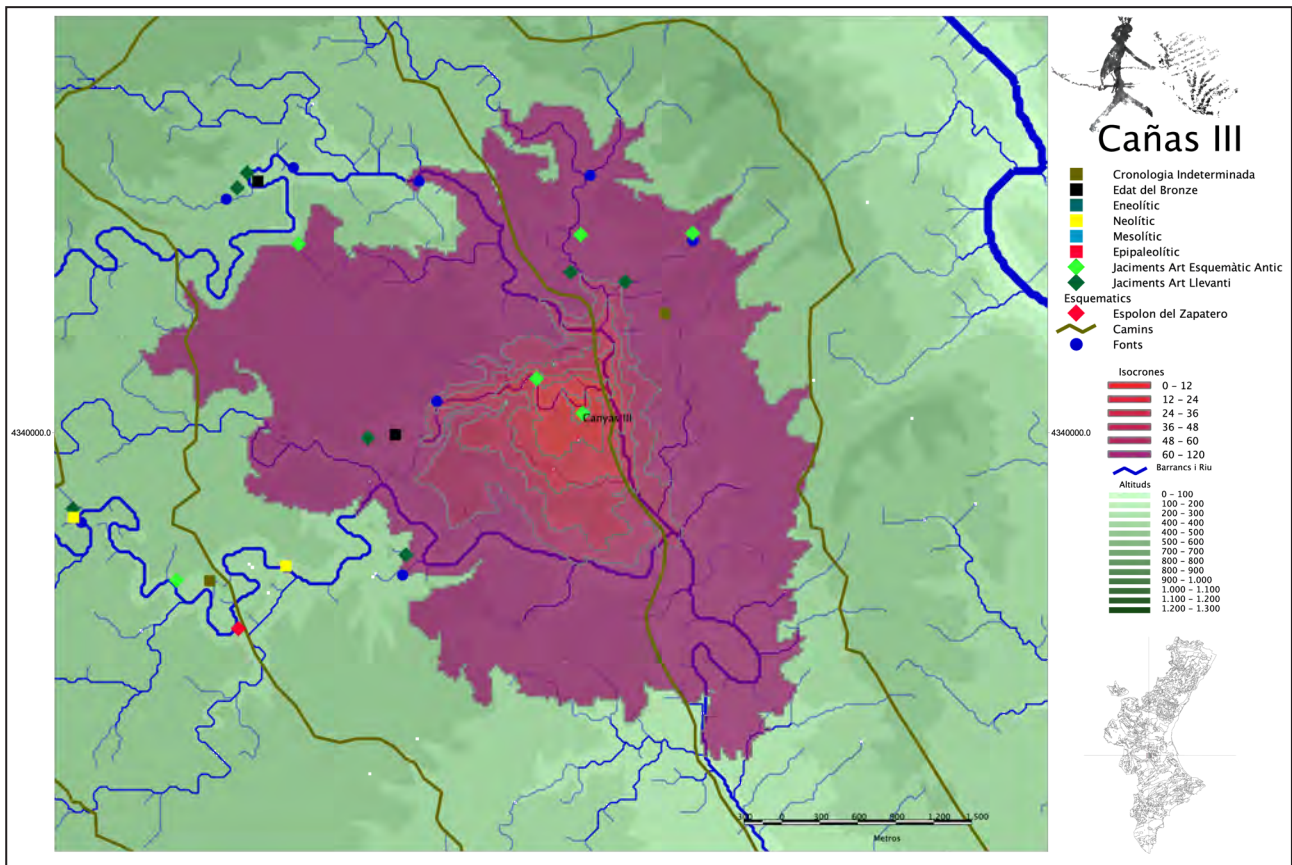 Cañas III
Cronologia Indeterminada
Edat del Bronze
Eneolític
Neolític
Mesolític
Epipaleolític
Jaciments Art Esquemàtic Antic
Jaciments Art Llevanti
Esquematics
Espolon del Zapatero
Camins
Fonts
Isocrones
0 - 12
12 - 24
24 - 36
36 - 48
48 - 60
60 - 120
Barrancs i Riu
Altituds
0 - 100
100 - 200
200 - 300
400 - 400
400 - 500
500 - 600
700 - 700
800 - 800
800 - 900
900 - 1.000
1.000 - 1.100
1.100 - 1.200
1.200 - 1.300
Canyas III
4340000.0
4340000.0
300 0 300 600 900 1.200 1.500
Metros